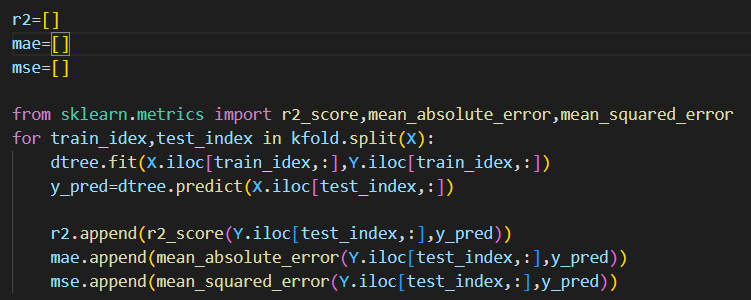 r2=[]
mae=[]
mse=[]
from sklearn.metrics import r2_score,mean_absolute_error,mean_squared_error
for train_idex,test_index in kfold.split(X):
    dtree.fit(X.iloc[train_idex,:],Y.iloc[train_idex,:])
    y_pred=dtree.predict(X.iloc[test_index,:])
    r2.append(r2_score(Y.iloc[test_index,:],y_pred))
    mae.append(mean_absolute_error(Y.iloc[test_index,:],y_pred))
    mse.append(mean_squared_error(Y.iloc[test_index,:],y_pred))